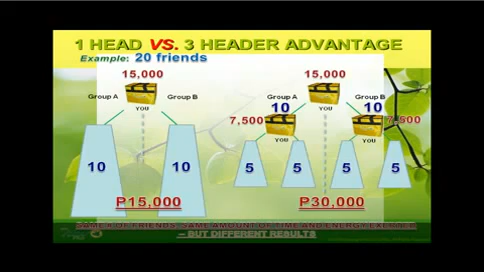 1 HEAD VS. 3 HEADER ADVANTAGE
Example: 20 friends
15,000
Group A
Group B
YOU
10
10
P15,000
15,000
Group A
Group B
10
10
YOU
7,500
7,500
YOU
YOU
5
5
5
5
P30,000
SAME # OF FRIENDS, SAME AMOUNT OF TIME AND ENERGY EXERTED
– BUT DIFFERENT RESULTS